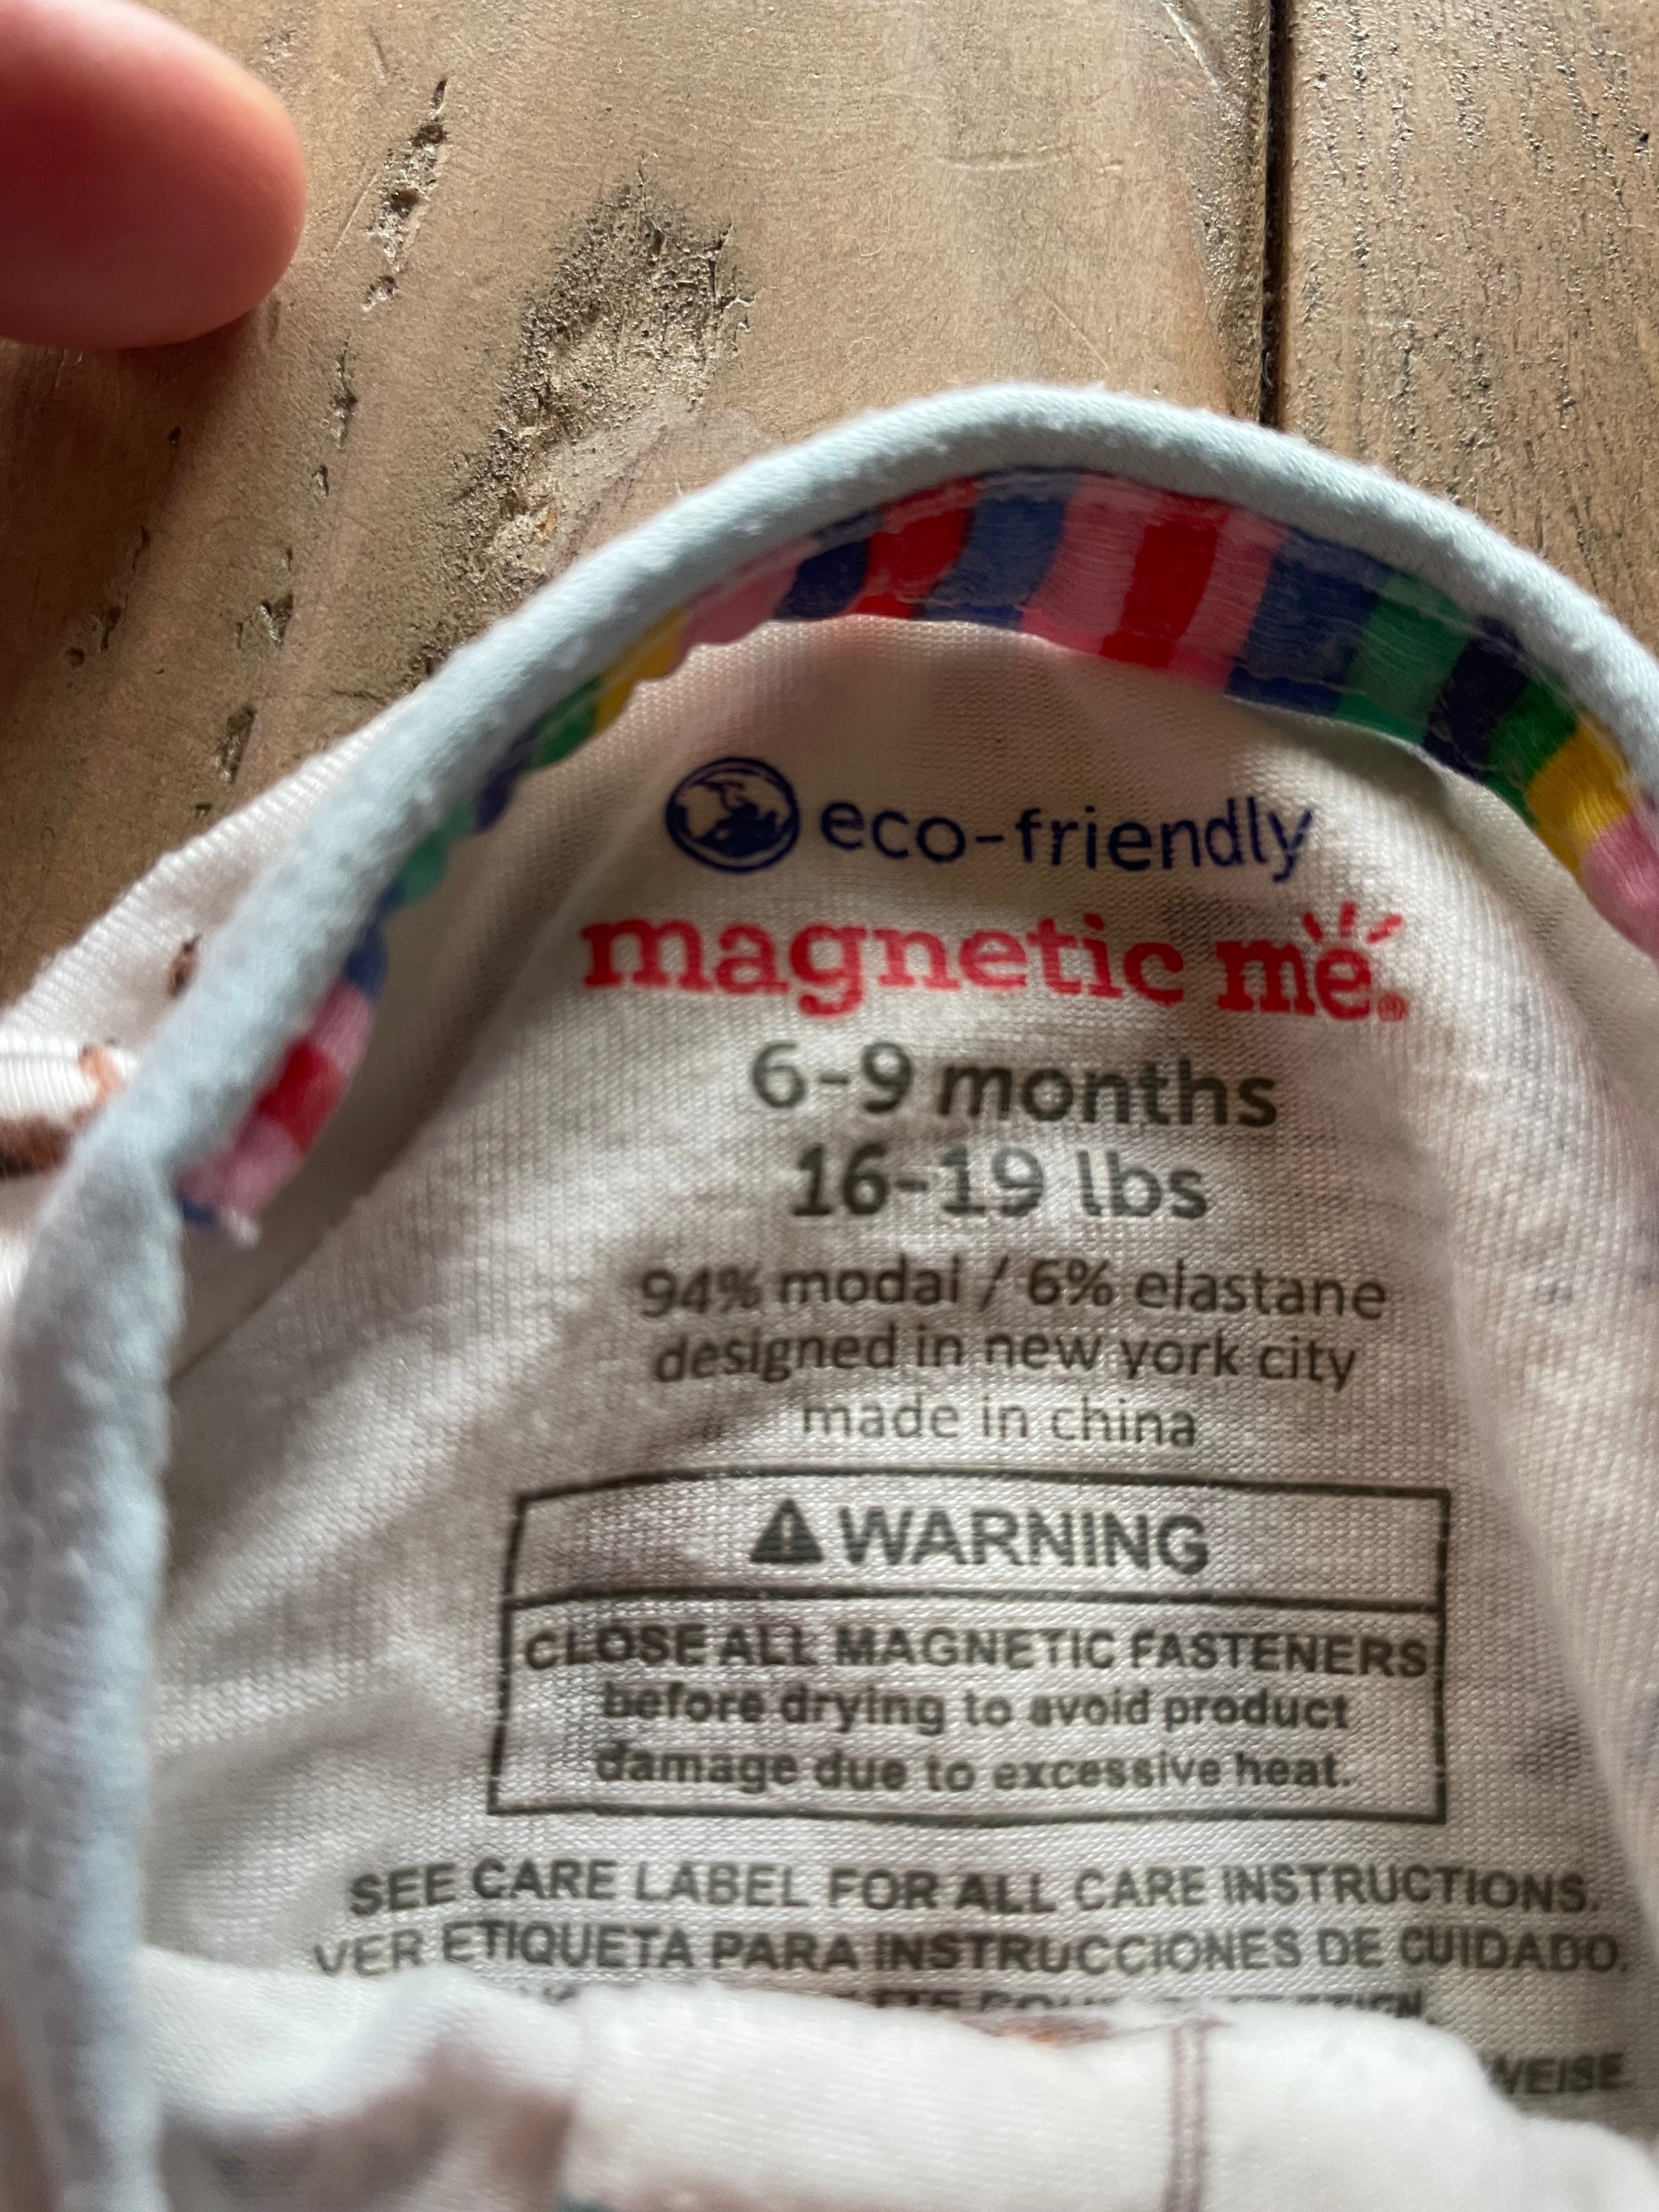 eco-friendly
magnetic me®
6-9 months
16-19 lbs
94% modal / 6% elastane
designed in new york city
made in china
WARNING
CLOSE ALL MAGNETIC FASTENERS
before drying to avoid product
damage due to excessive heat.
SEE CARE LABEL FOR ALL CARE INSTRUCTIONS.
VER ETIQUETA PARA INSTRUCCIONES DE CUIDADO.